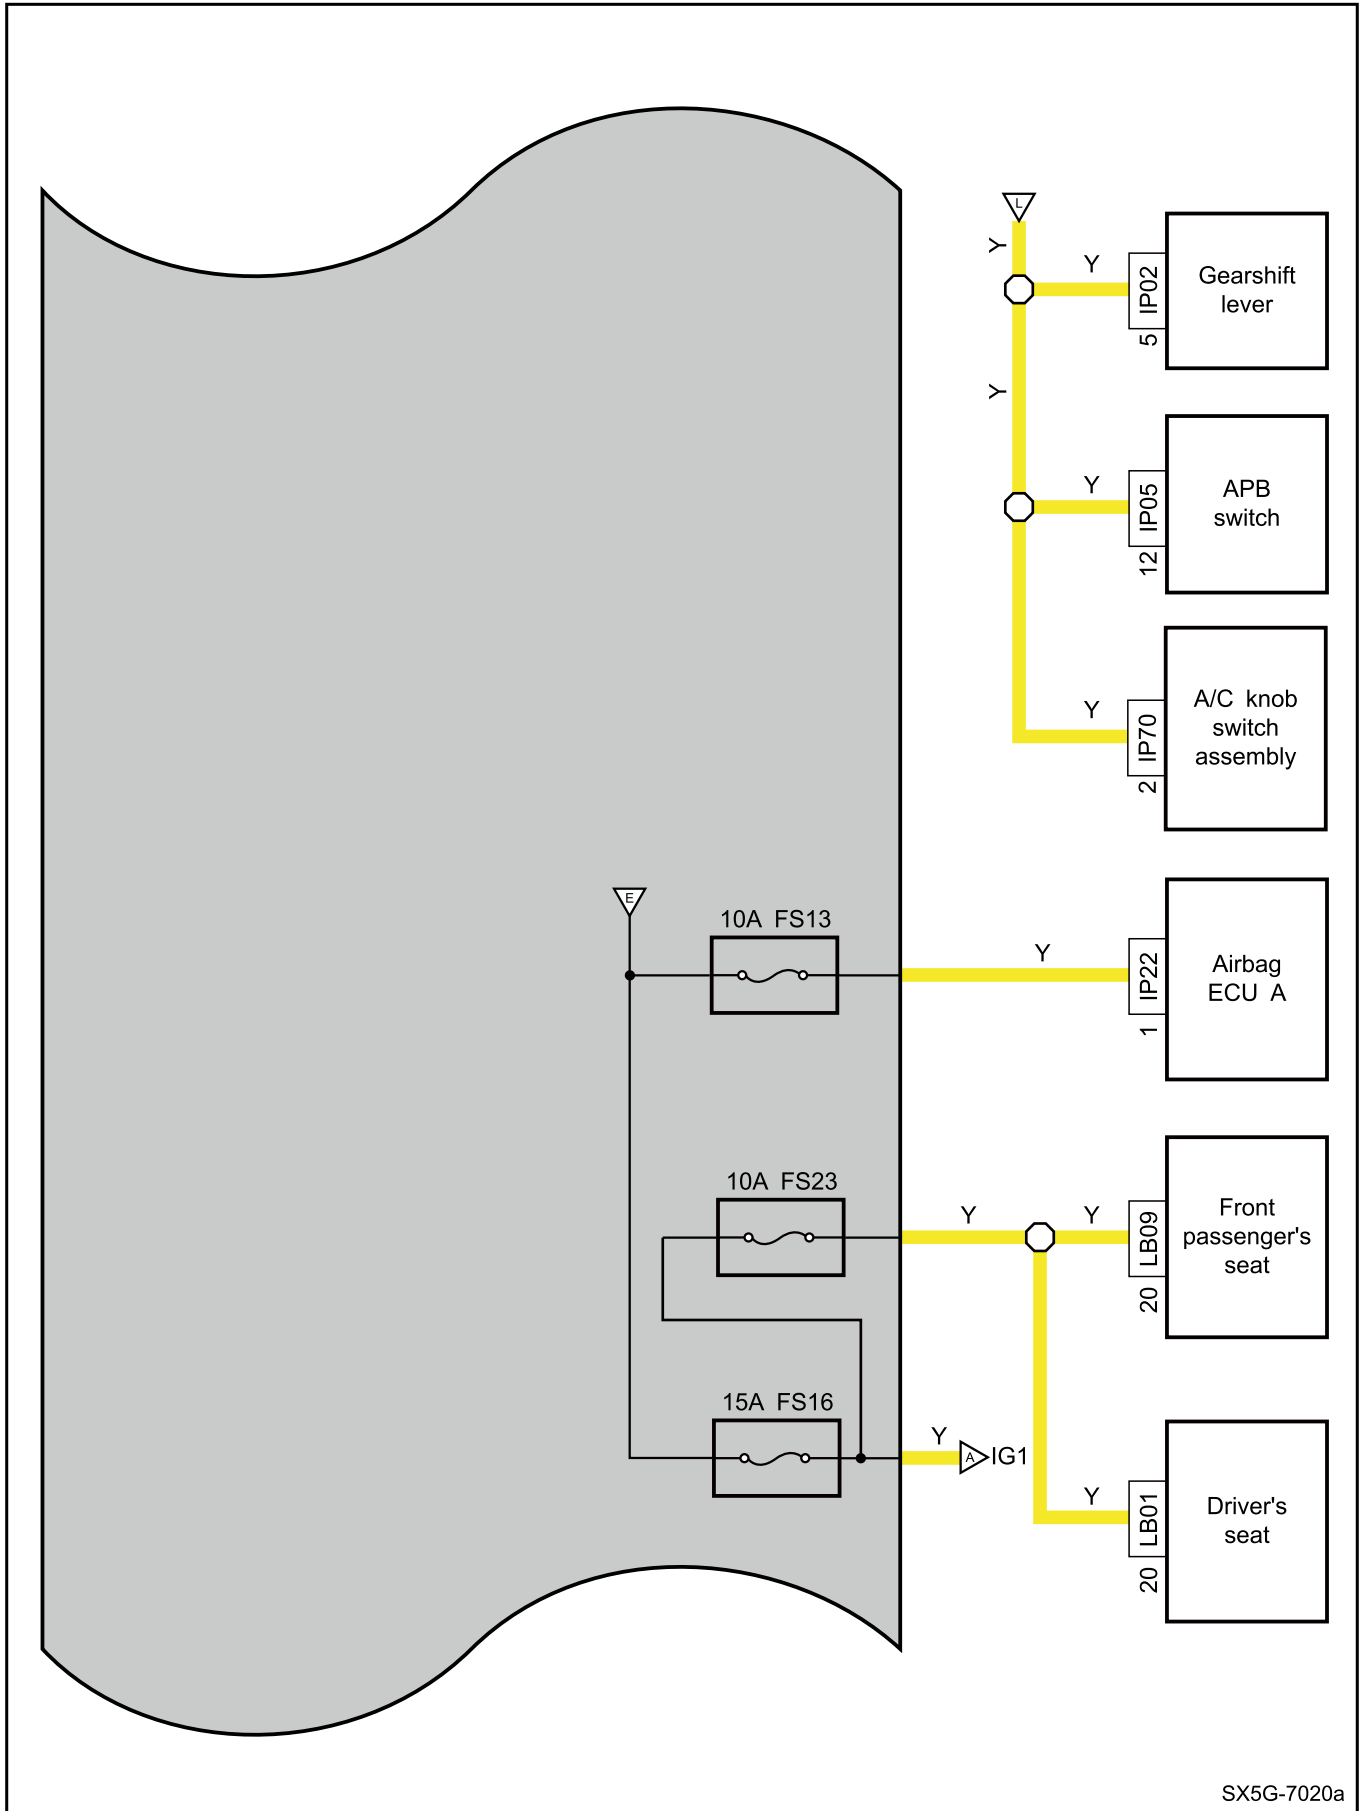 L
Y
Y
IP02
5
Gearshift
lever
Y
Y
IP05
12
APB
switch
Y
IP70
2
A/C knob
switch
assembly
E
10A FS13
Y
IP22
1
Airbag
ECU A
10A FS23
Y
Y
LB09
20
Front
passenger's
seat
15A FS16
Y
A
IG1
Y
LB01
20
Driver's
seat
SX5G-7020a